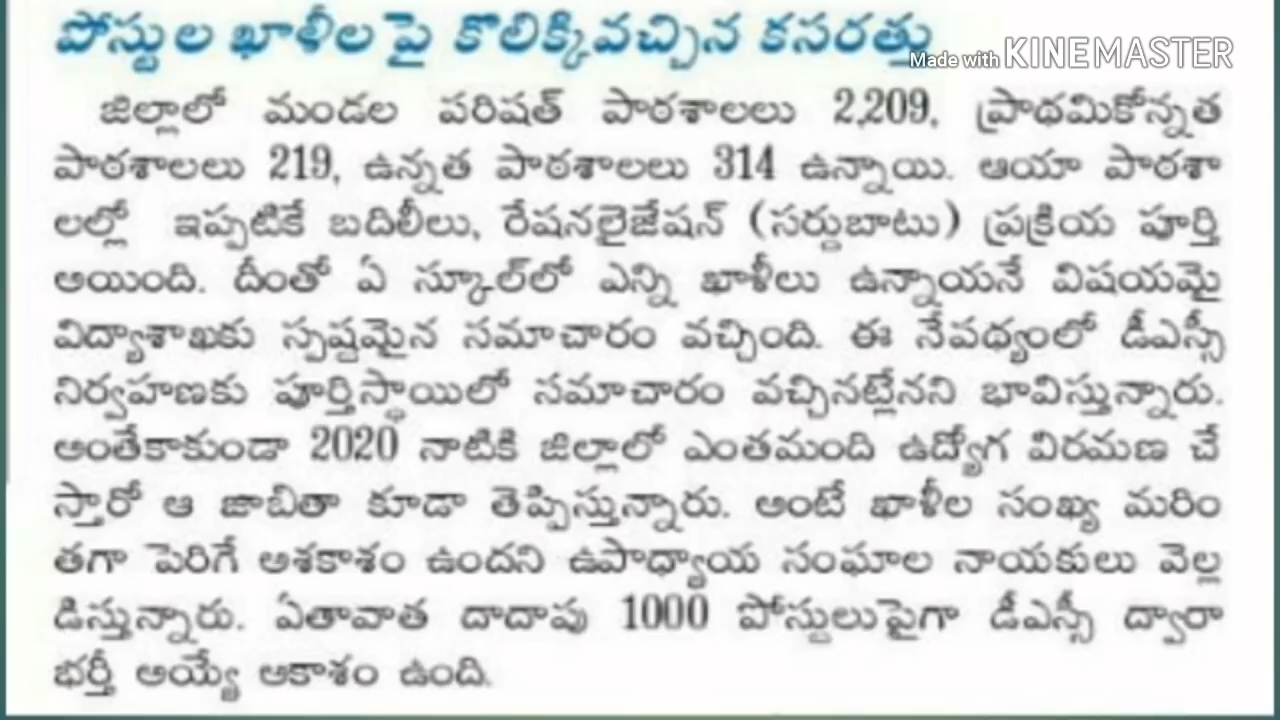 పోస్టుల ఖాళీలపై కొలిక్కివచ్చిన కసరత్తు
Made with KINEMASTER
జిల్లాలో మండల పరిషత్ పాఠశాలలు 2,209, ప్రాథమికోన్నత
పాఠశాలలు 219, ఉన్నత పాఠశాలలు 314 ఉన్నాయి. ఆయా పాఠశా
లల్లో ఇప్పటికే బదిలీలు, రేషనలైజేషన్ (సర్దుబాటు) ప్రక్రియ పూర్తి
అయింది. దీంతో ఏ స్కూల్‌లో ఎన్ని ఖాళీలు ఉన్నాయనే విషయమై
విద్యాశాఖకు స్పష్టమైన సమాచారం వచ్చింది. ఈ నేపథ్యంలో డీఎస్సీ
నిర్వహణకు పూర్తిస్థాయిలో సమాచారం వచ్చినట్లేనని భావిస్తున్నారు.
అంతేకాకుండా 2020 నాటికి జిల్లాలో ఎంతమంది ఉద్యోగ విరమణ చే
స్తారో ఆ జాబితా కూడా తెప్పిస్తున్నారు. అంటే ఖాళీల సంఖ్య మరిం
తగా పెరిగే అశకాశం ఉందని ఉపాధ్యాయ సంఘాల నాయకులు వెల్ల
డిస్తున్నారు. ఏతావాత దాదాపు 1000 పోస్టులుపైగా డీఎస్సీ ద్వారా
భర్తీ అయ్యే ఆకాశం ఉంది.